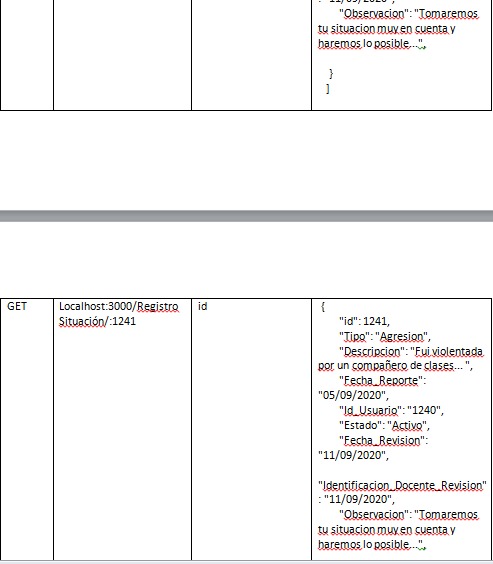 : "11/09/2020",
"Observacion": "Tomaremos
tu situacion muy en cuenta y
haremos lo posible...",
}
]
GET
Localhost:3000/Registro
Situación/:1241
id
{
"id": 1241,
"Tipo": "Agresion",
"Descripcion": "Fui violentada
por un compañero de clases... ",
"Fecha_Reporte":
"05/09/2020",
"Id_Usuario": "1240",
"Estado": "Activo",
"Fecha_Revision":
"11/09/2020",
"Identificacion_Docente_Revision"
: "11/09/2020",
"Observacion": "Tomaremos
tu situacion muy en cuenta y
haremos lo posible...",